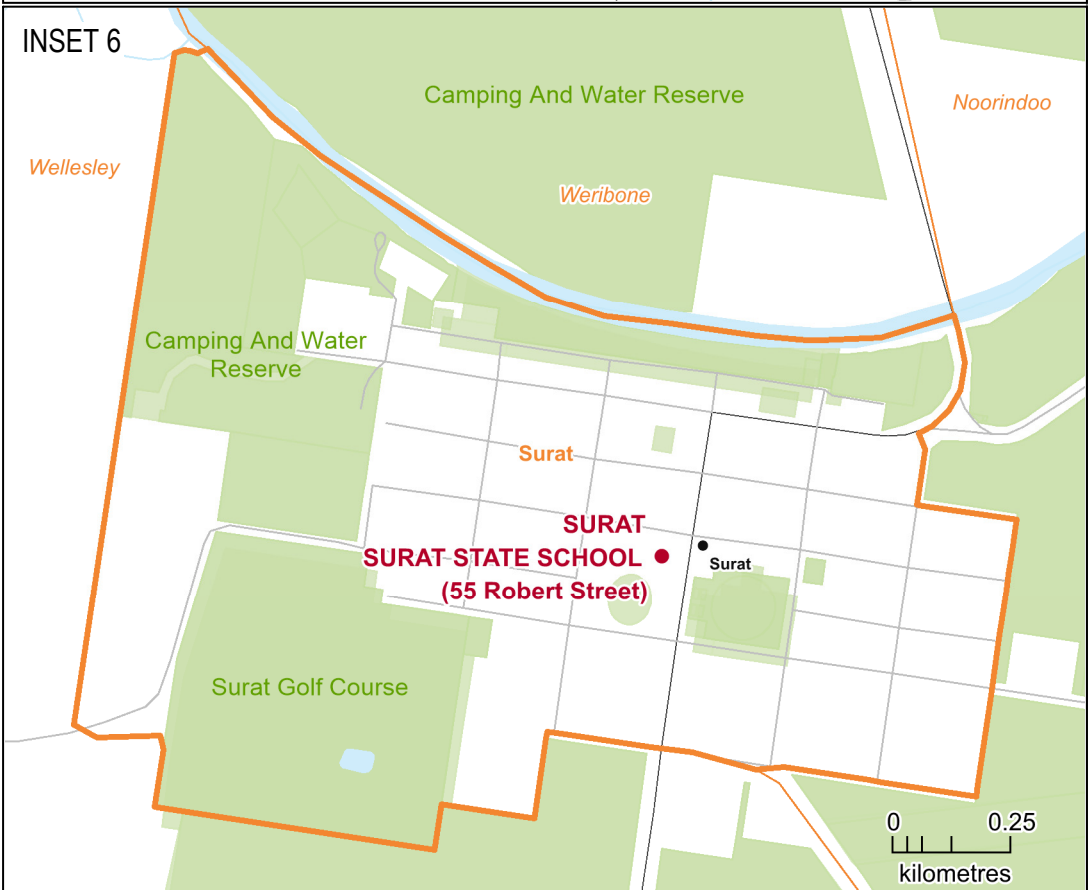 INSET 6
Camping And Water Reserve
Noorindoo
Wellesley
Weribone
Camping And Water
Reserve
Surat
SURAT
SURAT STATE SCHOOL
(55 Robert Street)
Surat
Surat Golf Course
0 0.25
kilometres